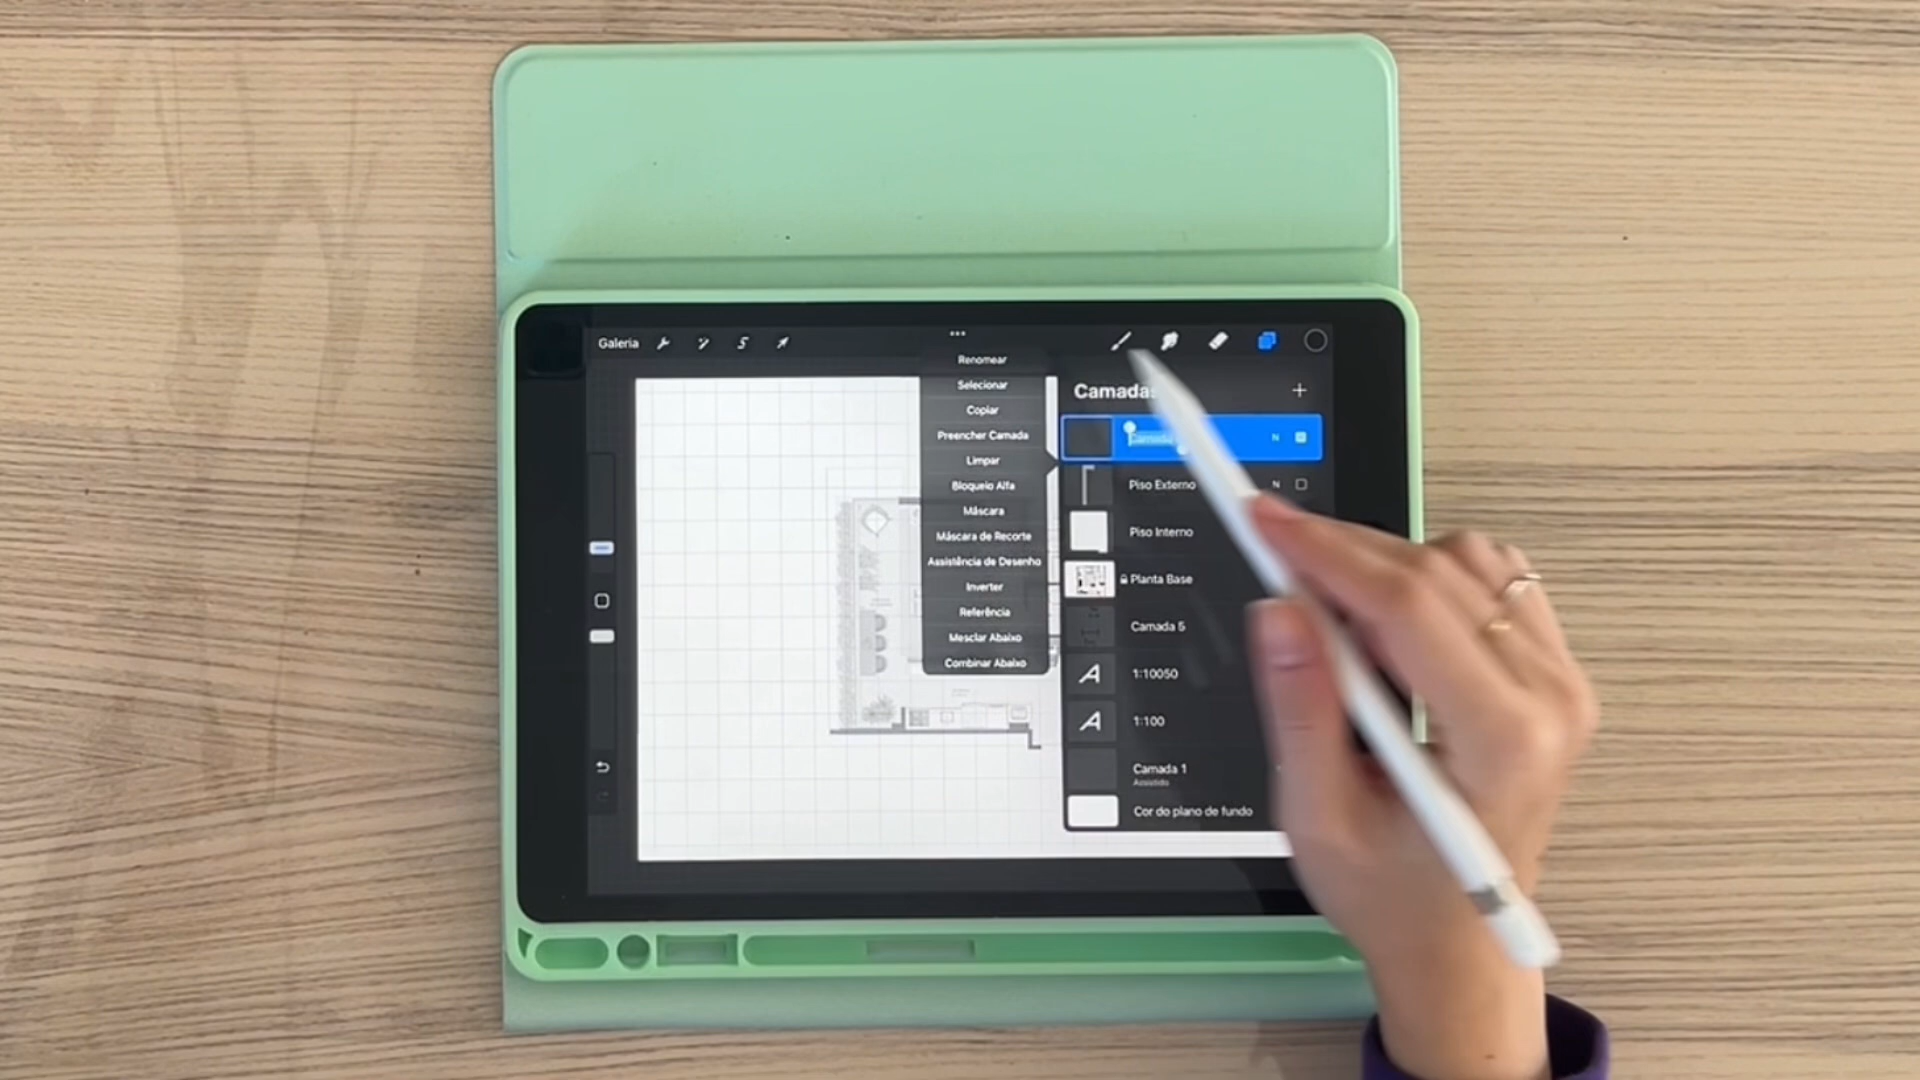 Galeria
Renomear
Selecionar
Copiar
Preencher Camada
Limpar
Bloqueio Alfa
Máscara
Máscara de Recorte
Assistência de Desenho
Inverter
Referência
Mesclar Abaixo
Combinar Abaixo
Camadas
Camada
N
Piso Externo
N
Piso Interno
Planta Base
Camada 5
1:10050
1:100
Camada 1
Assistido
Cor do plano de fundo